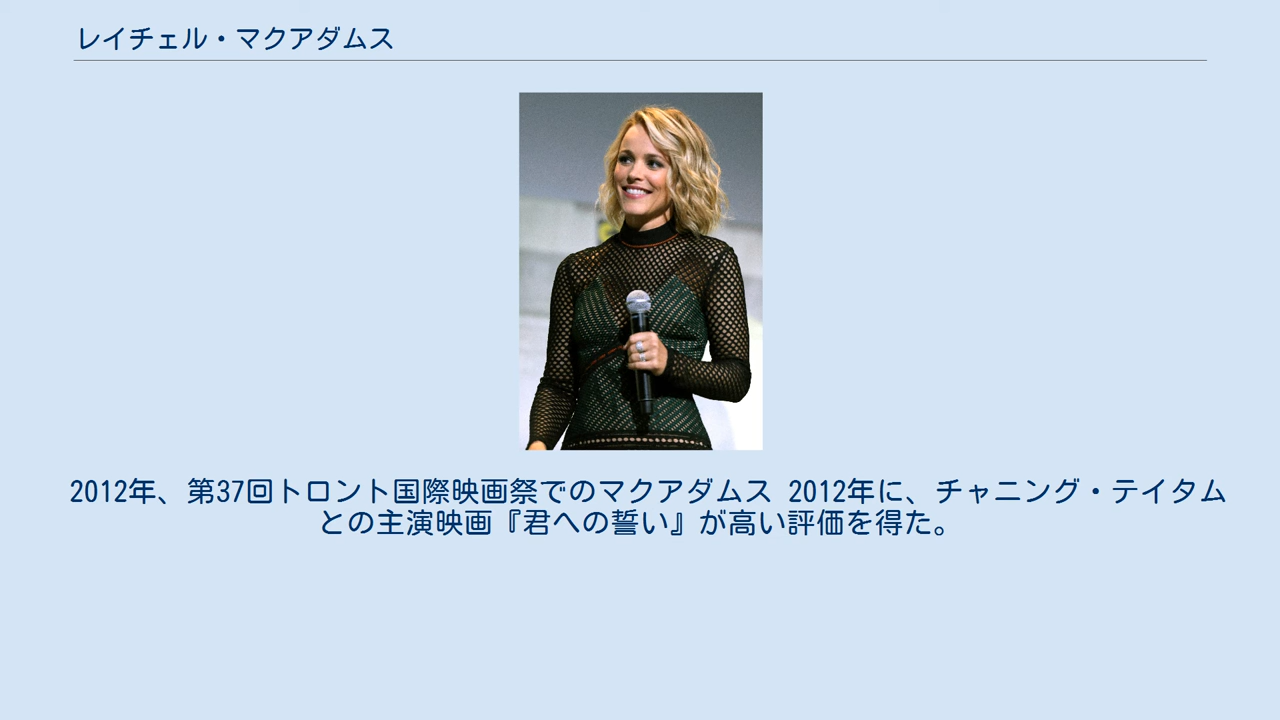 レイチェル・マクアダムス
2012年、第37回トロント国際映画祭でのマクアダムス 2012年に、チャニング・テイタム
との主演映画『君への誓い』が高い評価を得た。